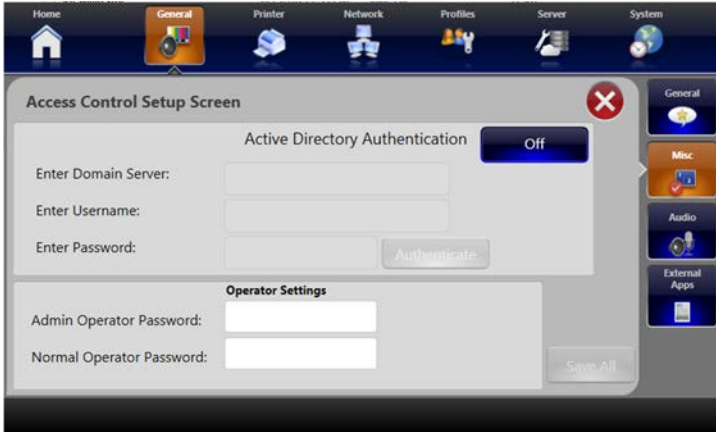 Home General Printer Network Profiles Server System
Access Control Setup Screen
General
Active Directory Authentication Off
Misc
Enter Domain Server:
Enter Username:
Audio
Enter Password: Authenticate
External
Apps
Operator Settings
Admin Operator Password:
Normal Operator Password:
Save All